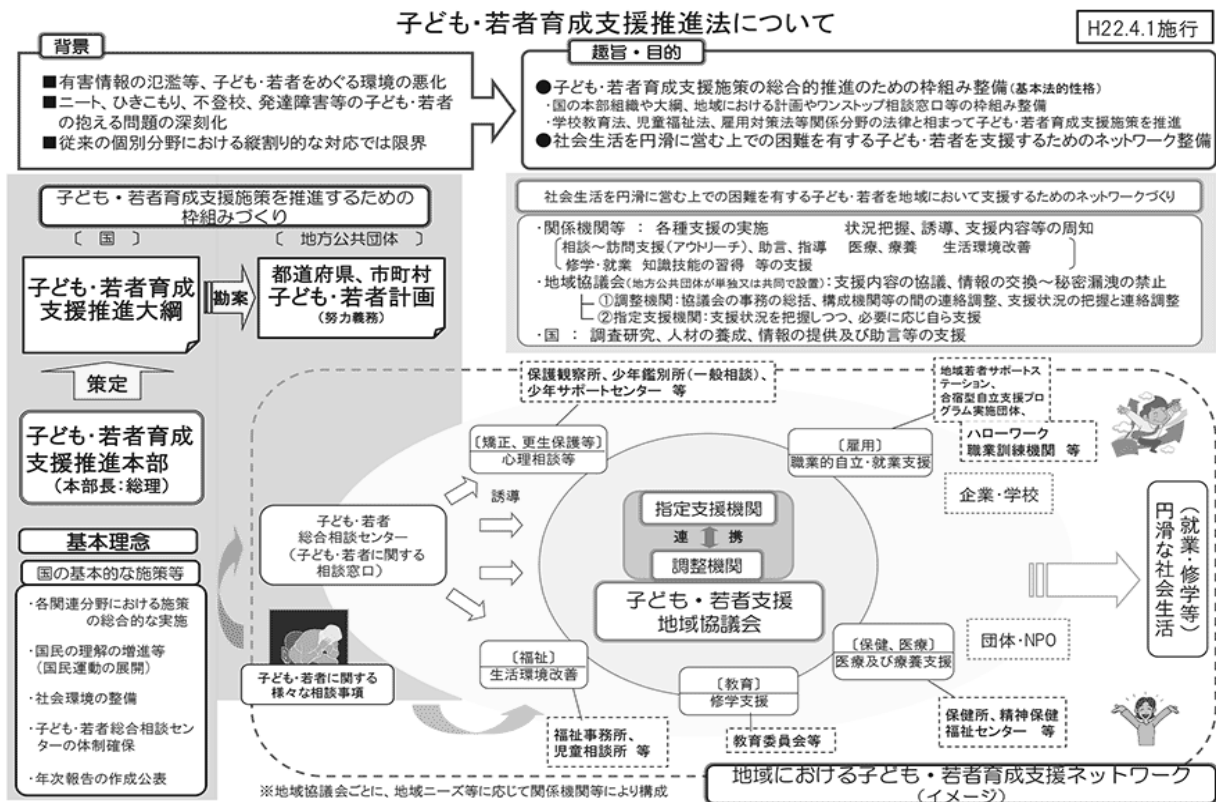 子ども・若者育成支援推進法について
H22.4.1施行
背景
■有害情報の氾濫等、子ども・若者をめぐる環境の悪化
■ニート、ひきこもり、不登校、発達障害等の子ども・若者
の抱える問題の深刻化
■従来の個別分野における縦割り的な対応では限界
趣旨・目的
●子ども・若者育成支援施策の総合的推進のための枠組み整備(基本法的性格)
・国の本部組織や大綱、地域における計画やワンストップ相談窓口等の枠組み整備
・学校教育法、児童福祉法、雇用対策法等関係分野の法律と相まって子ども・若者育成支援施策を推進
●社会生活を円滑に営む上での困難を有する子ども・若者を支援するためのネットワーク整備
子ども・若者育成支援施策を推進するための
枠組みづくり
〔 国 〕
〔 地方公共団体 〕
子ども・若者育成
支援推進大綱
勘案
都道府県、市町村
子ども・若者計画
(努力義務)
策定
子ども・若者育成
支援推進本部
(本部長:総理)
基本理念
国の基本的な施策等
・各関連分野における施策
の総合的な実施
・国民の理解の増進等
(国民運動の展開)
・社会環境の整備
・子ども・若者総合相談セン
ターの体制確保
・年次報告の作成公表
社会生活を円滑に営む上での困難を有する子ども・若者を地域において支援するためのネットワークづくり
・関係機関等 : 各種支援の実施 状況把握、誘導、支援内容等の周知
相談～訪問支援(アウトリーチ)、助言、指導 医療、療養 生活環境改善
修学・就業 知識技能の習得 等の支援
・地域協議会(地方公共団体が単独又は共同で設置):支援内容の協議、情報の交換～秘密漏洩の禁止
①調整機関:協議会の事務の総括、構成機関等の間の連絡調整、支援状況の把握と連絡調整
②指定支援機関:支援状況を把握しつつ、必要に応じ自ら支援
・国 : 調査研究、人材の養成、情報の提供及び助言等の支援
保護観察所、少年鑑別所(一般相談)、
少年サポートセンター 等
〔矯正、更生保護等〕
心理相談等
地域若者サポートス
テーション、
合宿型自立支援プロ
グラム実施団体、
ハローワーク
職業訓練機関 等
〔雇用〕
職業的自立・就業支援
企業・学校
誘導
子ども・若者
総合相談センター
(子ども・若者に関する
相談窓口)
指定支援機関
連 携
調整機関
子ども・若者支援
地域協議会
(就業・修学等)
円滑な社会生活
子ども・若者に関する
様々な相談事項
〔福祉〕
生活環境改善
福祉事務所、
児童相談所 等
〔教育〕
修学支援
教育委員会等
〔保健、医療〕
医療及び療養支援
保健所、精神保健
福祉センター 等
団体・NPO
※地域協議会ごとに、地域ニーズ等に応じて関係機関等により構成
地域における子ども・若者育成支援ネットワーク
(イメージ)